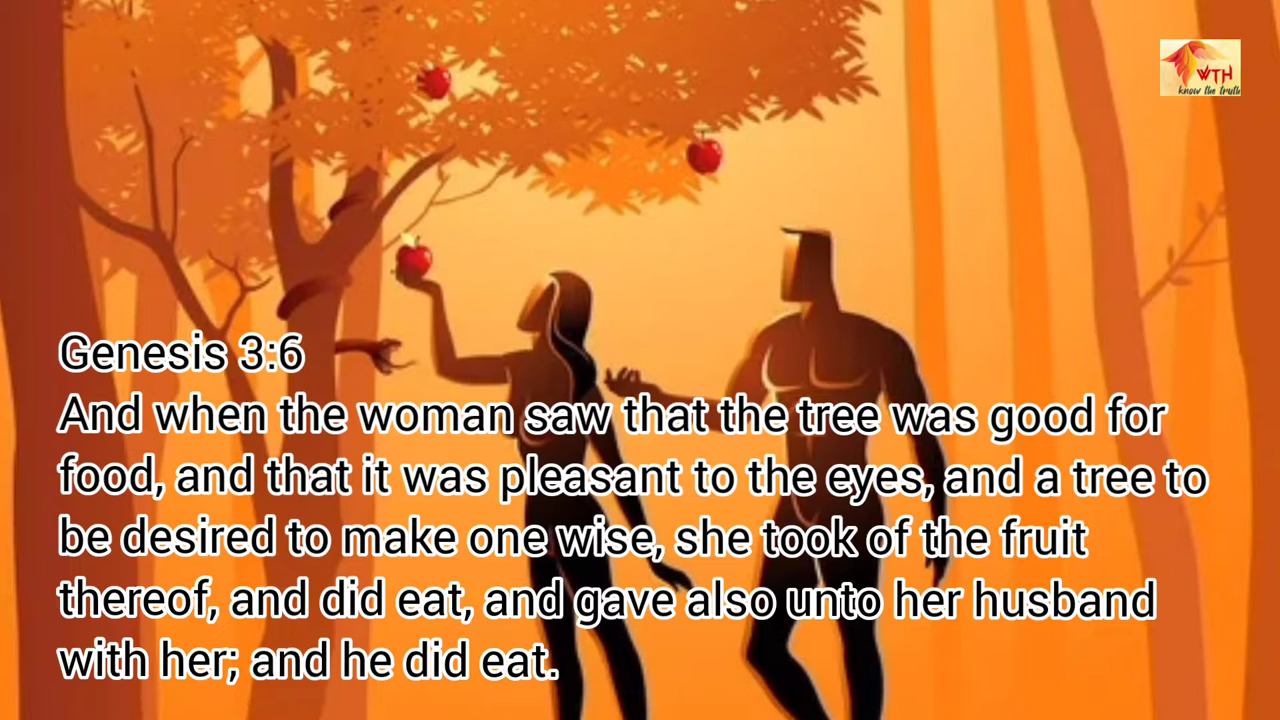 WTH
know the truth
Genesis 3:6
And when the woman saw that the tree was good for
food, and that it was pleasant to the eyes, and a tree to
be desired to make one wise, she took of the fruit
thereof, and did eat, and gave also unto her husband
with her; and he did eat.